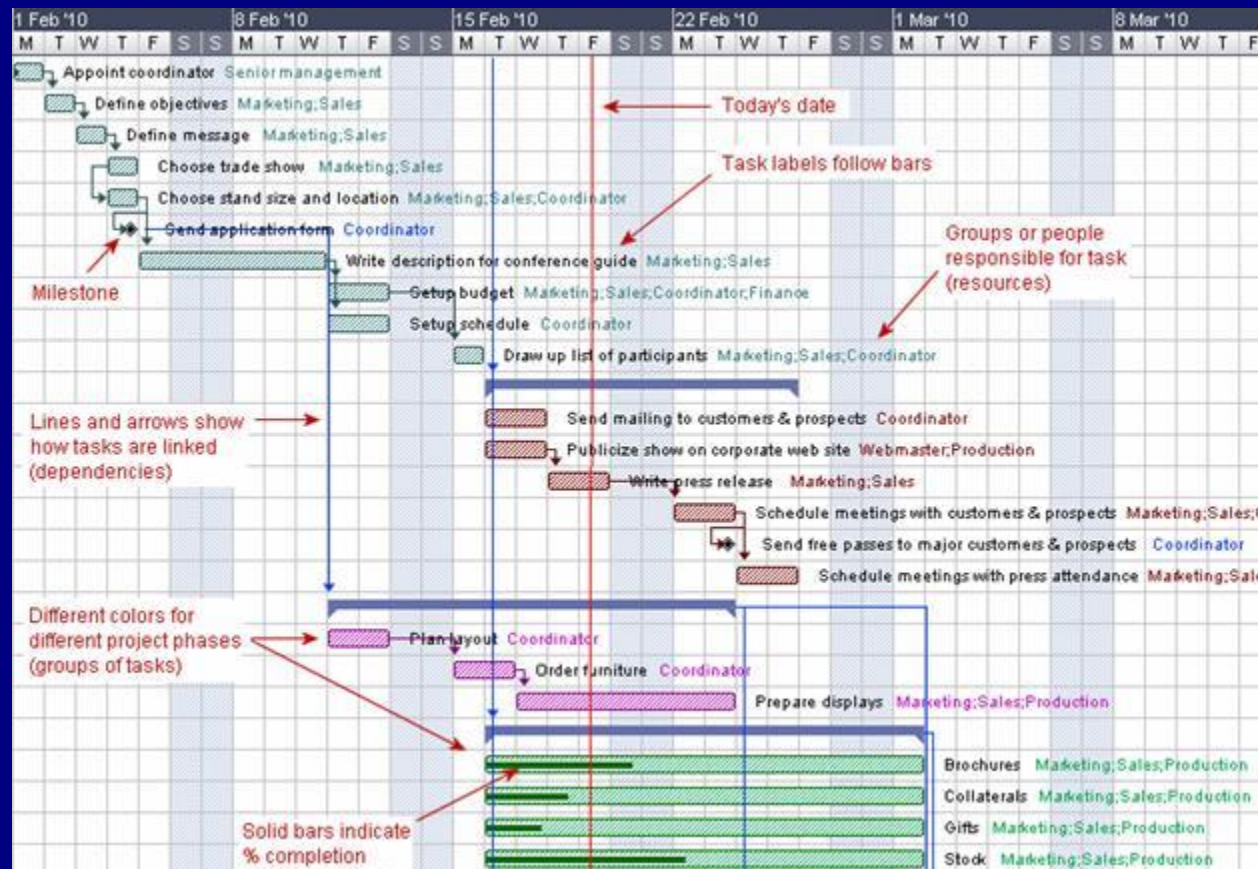 1 Feb '10 8 Feb '10 15 Feb '10 22 Feb '10 1 Mar '10 8 Mar '10
M T W T F S S M T W T F S S M T W T F S S M T W T F S S M T W T F S S M T W T F
Appoint coordinator Senior management
Define objectives Marketing;Sales
Today's date
Define message Marketing;Sales
Choose trade show Marketing;Sales
Task labels follow bars
Choose stand size and location Marketing;Sales;Coordinator
Send application form Coordinator
Groups or people
responsible for task
(resources)
Write description for conference guide Marketing;Sales
Milestone
Setup budget Marketing;Sales;Coordinator;Finance
Setup schedule Coordinator
Draw up list of participants Marketing;Sales;Coordinator
Lines and arrows show
how tasks are linked
(dependencies)
Send mailing to customers & prospects Coordinator
Publicize show on corporate web site Webmaster;Production
Write press release Marketing;Sales
Schedule meetings with customers & prospects Marketing;Sales;
Send free passes to major customers & prospects Coordinator
Schedule meetings with press attendance Marketing;
Different colors for
different project phases
(groups of tasks)
Plan layout Coordinator
Order furniture Coordinator
Prepare displays Marketing;Sales;Production
Brochures Marketing;Sales;Production
Collaterals Marketing;Sales;Production
Gifts Marketing;Sales;Production
Solid bars indicate
% completion
Stock Marketing;Sales;Production